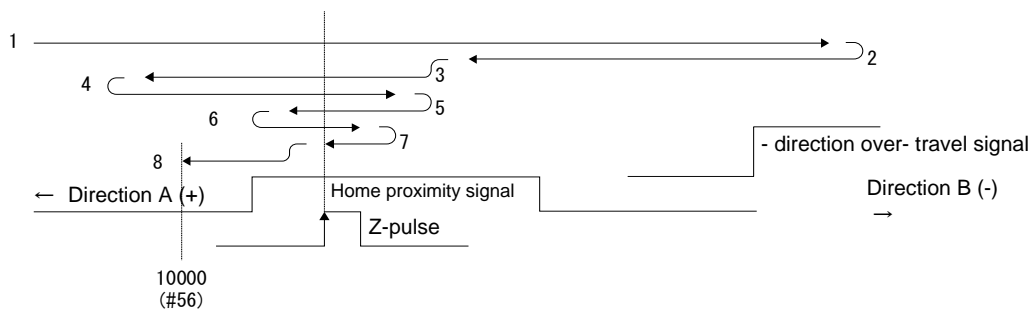 1
2
3
4
5
6
7
8
- direction over- travel signal
← Direction A (+)
Home proximity signal
Direction B (-)
→
Z-pulse
10000
(#56)